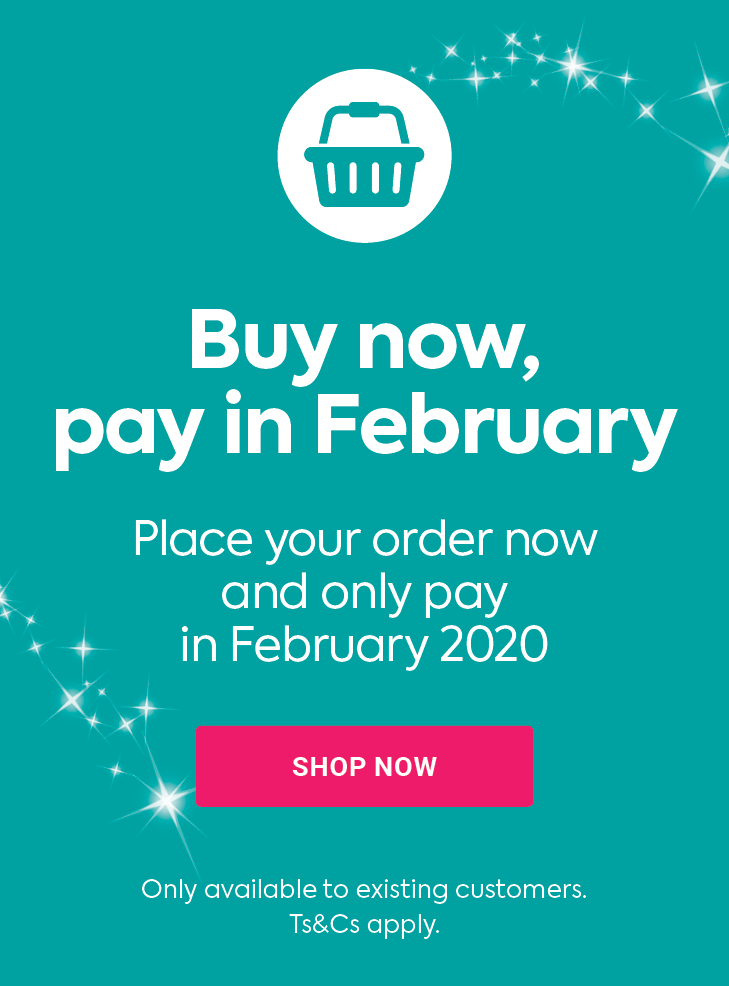 Buy now,
pay in February
Place your order now
and only pay
in February 2020
SHOP NOW
Only available to existing customers.
Ts&Cs apply.